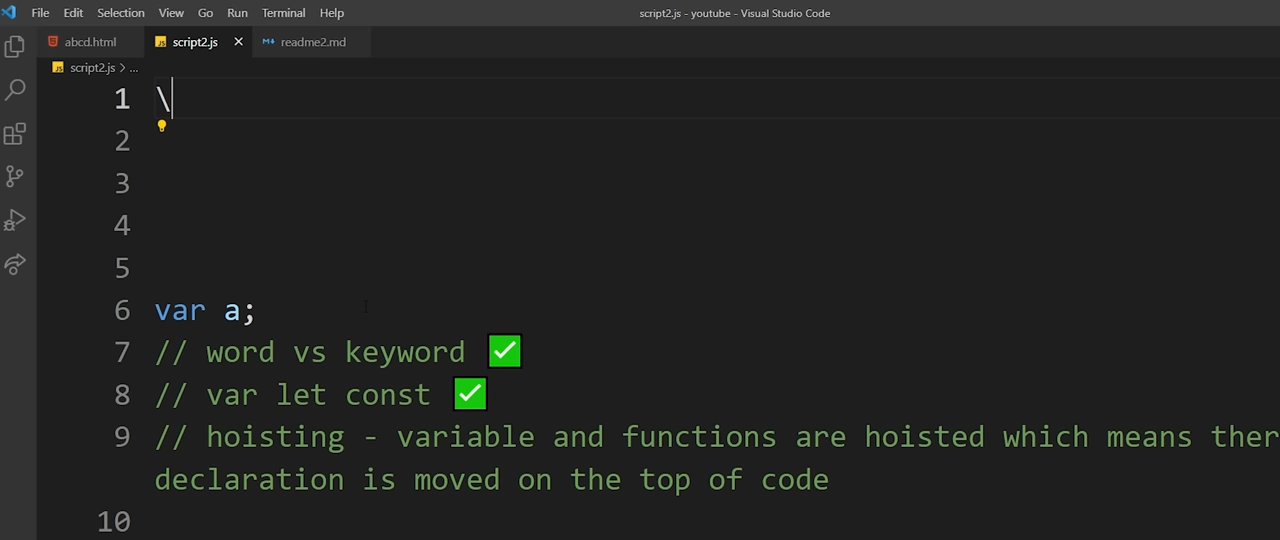 File Edit Selection View Go Run Terminal Help
script2.js - youtube - Visual Studio Code
abcd.html
script2.js
readme2.md
script2.js > ...
1 \
2
3
4
5
6 var a;
7 // word vs keyword ✅
8 // var let const ✅
9 // hoisting - variable and functions are hoisted which means ther
declaration is moved on the top of code
10